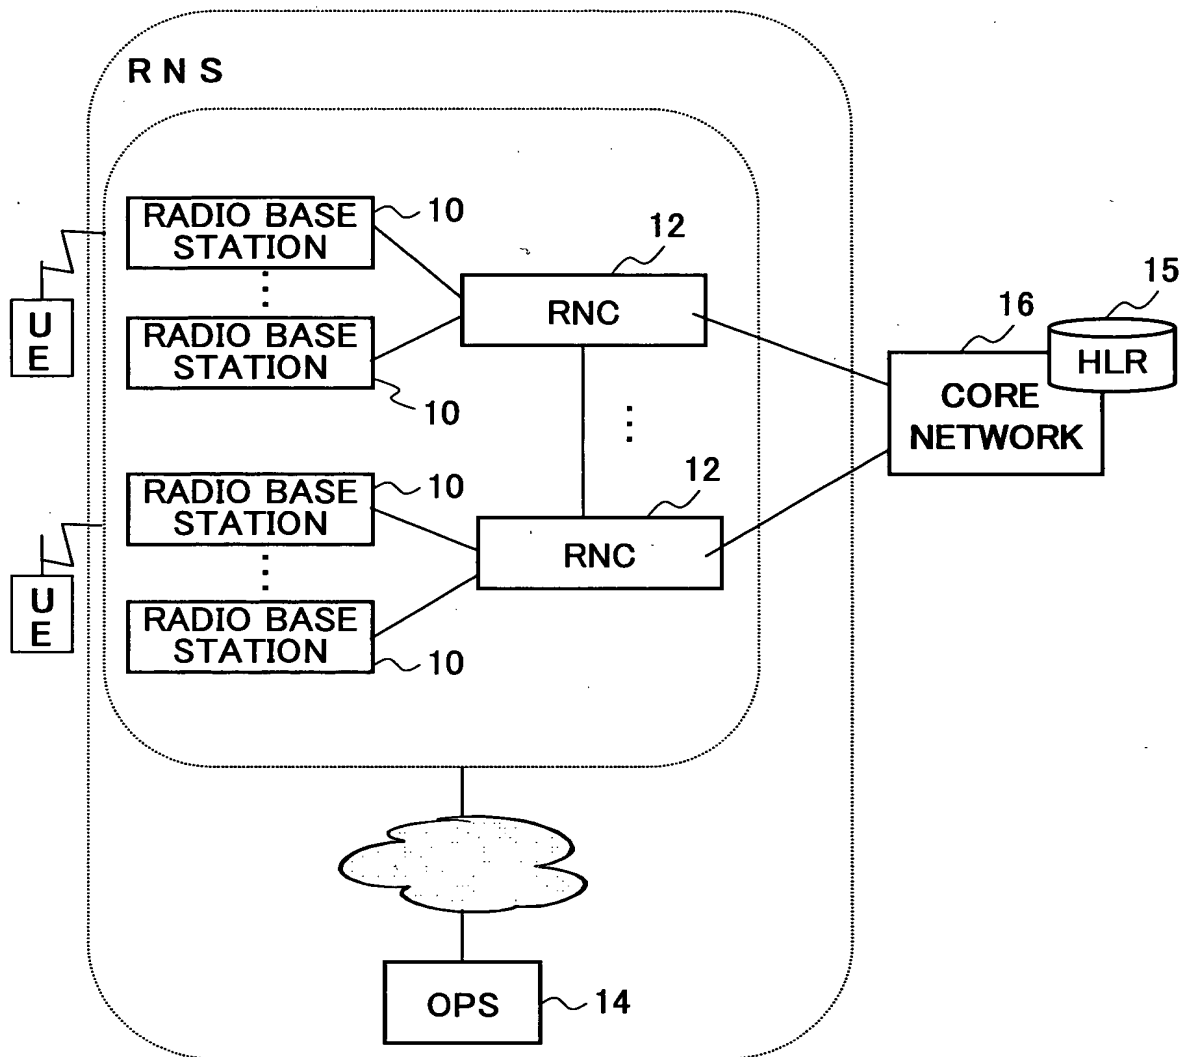 RNS
RADIO BASE
STATION
10
12
RADIO BASE
STATION
10
RNC
15
16
HLR
CORE
NETWORK
U
E
RADIO BASE
STATION
10
12
RNC
RADIO BASE
STATION
10
U
E
OPS
14